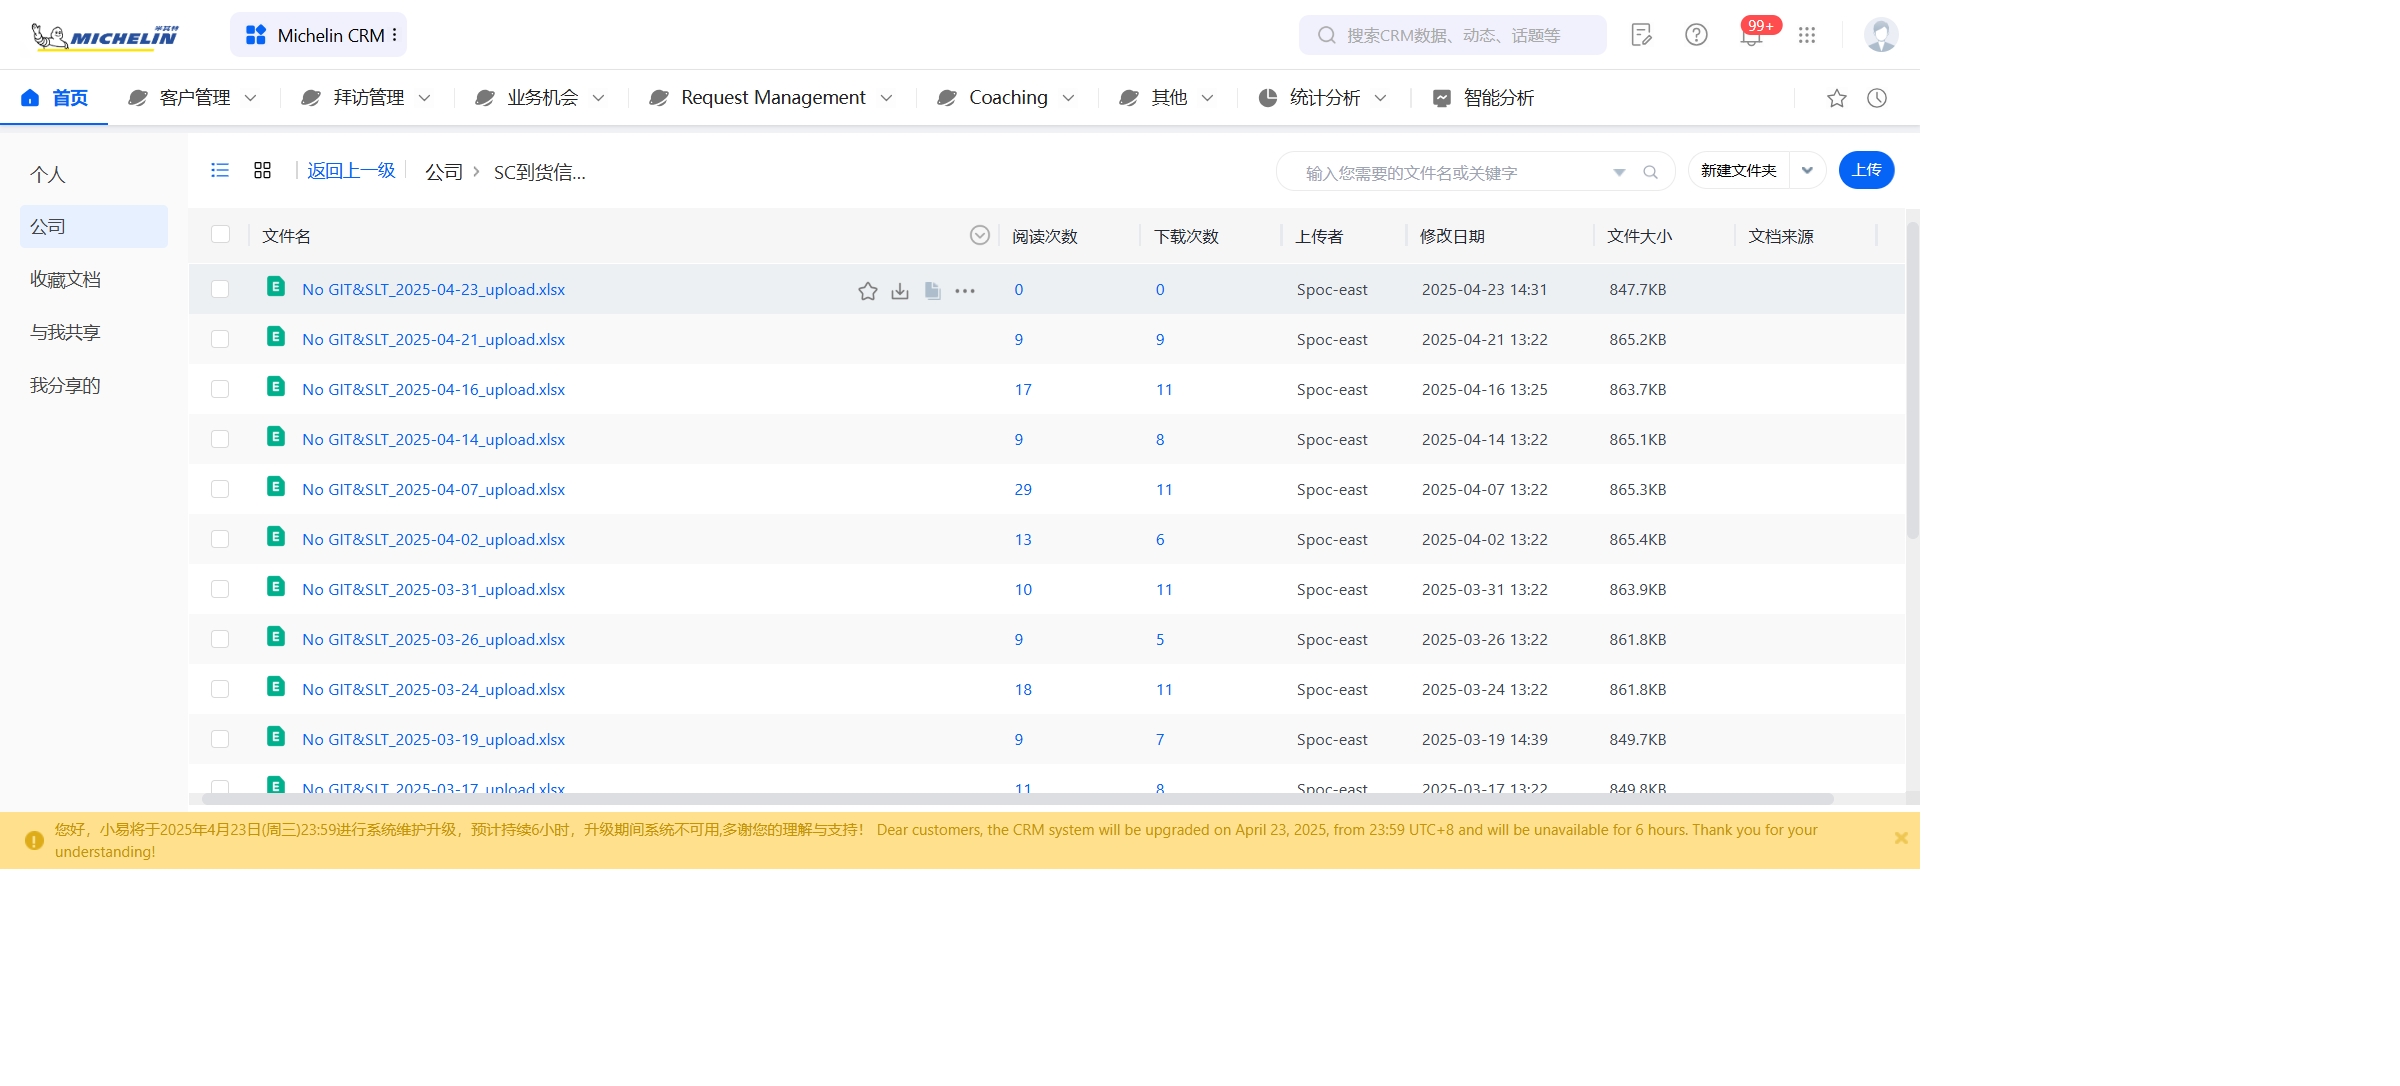 MICHELIN 米其林
Michelin CRM
搜索CRM数据、动态、话题等
99+
首页 客户管理 拜访管理 业务机会 Request Management Coaching 其他 统计分析 智能分析
个人
公司
收藏文档
与我共享
我分享的
返回上一级 公司 › SC到货信...
输入您需要的文件名或关键字
新建文件夹
上传
文件名 阅读次数 下载次数 上传者 修改日期 文件大小 文档来源
No GIT&SLT_2025-04-23_upload.xlsx 0 0 Spoc-east 2025-04-23 14:31 847.7KB
No GIT&SLT_2025-04-21_upload.xlsx 9 9 Spoc-east 2025-04-21 13:22 865.2KB
No GIT&SLT_2025-04-16_upload.xlsx 17 11 Spoc-east 2025-04-16 13:25 863.7KB
No GIT&SLT_2025-04-14_upload.xlsx 9 8 Spoc-east 2025-04-14 13:22 865.1KB
No GIT&SLT_2025-04-07_upload.xlsx 29 11 Spoc-east 2025-04-07 13:22 865.3KB
No GIT&SLT_2025-04-02_upload.xlsx 13 6 Spoc-east 2025-04-02 13:22 865.4KB
No GIT&SLT_2025-03-31_upload.xlsx 10 11 Spoc-east 2025-03-31 13:22 863.9KB
No GIT&SLT_2025-03-26_upload.xlsx 9 5 Spoc-east 2025-03-26 13:22 861.8KB
No GIT&SLT_2025-03-24_upload.xlsx 18 11 Spoc-east 2025-03-24 13:22 861.8KB
No GIT&SLT_2025-03-19_upload.xlsx 9 7 Spoc-east 2025-03-19 14:39 849.7KB
No GIT&SLT_2025-03-17_upload.xlsx 11 8 Spoc-east 2025-03-17 13:22 849.8KB
您好，小易将于2025年4月23日(周三)23:59进行系统维护升级，预计持续6小时，升级期间系统不可用,多谢您的理解与支持！ Dear customers, the CRM system will be upgraded on April 23, 2025, from 23:59 UTC+8 and will be unavailable for 6 hours. Thank you for your
understanding!